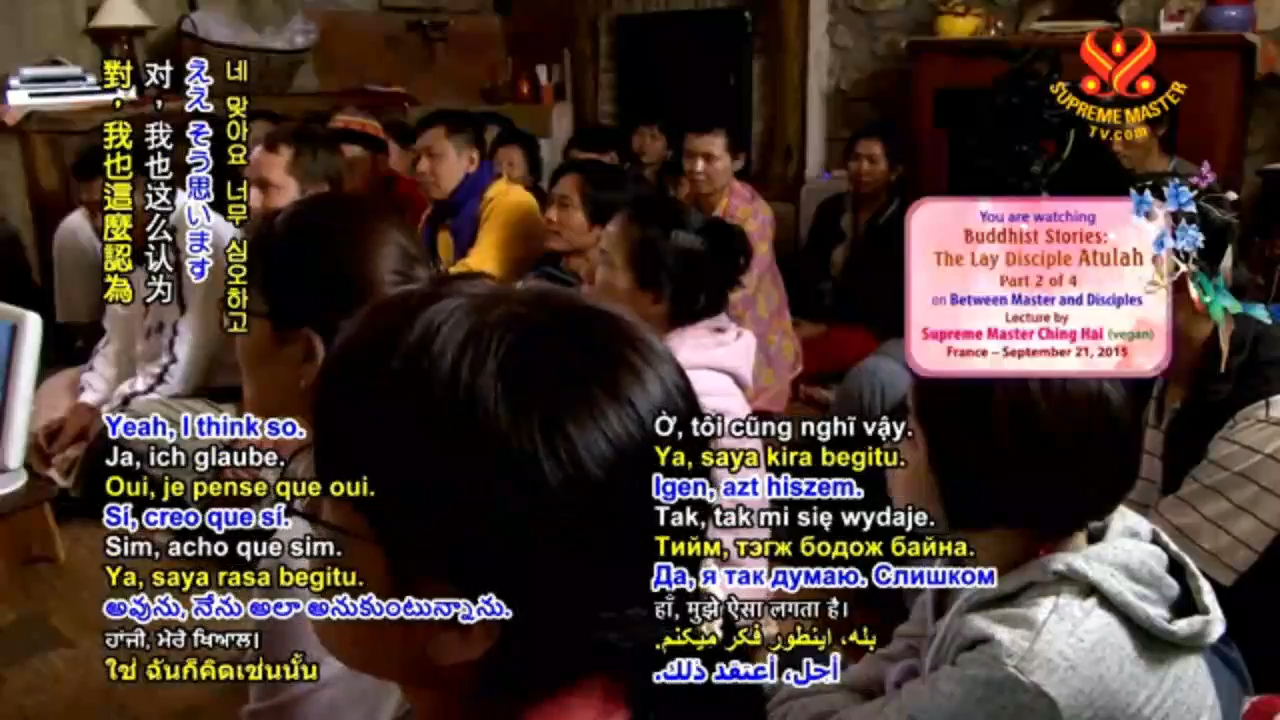 對，我也這麼認為
对，我也这么认为
ええ そう思います
네 맞아요 너무 심오하고
SUPREME MASTER
TV.com
You are watching
Buddhist Stories:
The Lay Disciple Atulah
Part 2 of 4
on Between Master and Disciples
Lecture by
Supreme Master Ching Hai (vegan)
France – September 21, 2015
Yeah, I think so.
Ja, ich glaube.
Oui, je pense que oui.
Sí, creo que sí.
Sim, acho que sim.
Ya, saya rasa begitu.
అవును, నేను అలా అనుకుంటున్నాను.
ਹਾਂਜੀ, ਮੇਰੇ ਖਿਆਲ।
ใช่ ฉันก็คิดเช่นนั้น
Ờ, tôi cũng nghĩ vậy.
Ya, saya kira begitu.
Igen, azt hiszem.
Tak, tak mi się wydaje.
Тийм, тэгж бодож байна.
Да, я так думаю. Слишком
हाँ, मुझे ऐसा लगता है।
بله، اینطور فکر میکنم.
أجل، أعتقد ذلك.